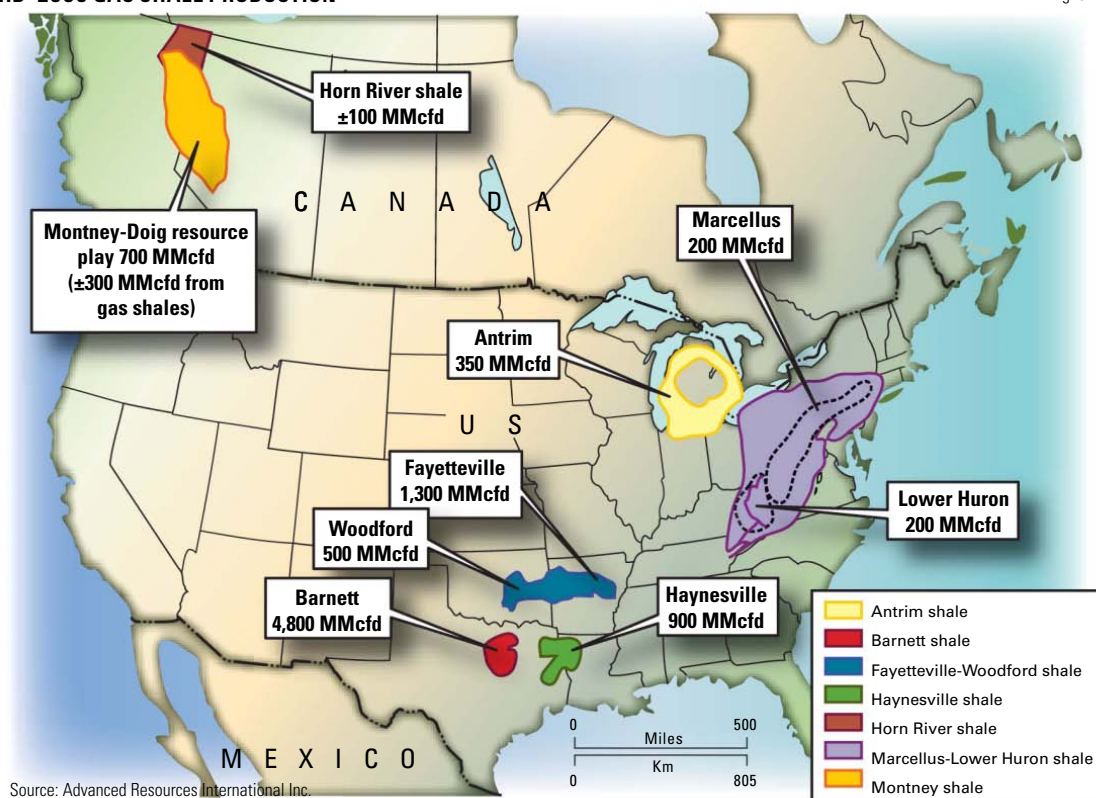 Horn River shale
±100 MMcfd
C A N A D A
Montney-Doig resource
play 700 MMcfd
(±300 MMcfd from
gas shales)
Marcellus
200 MMcfd
Antrim
350 MMcfd
U S
Fayetteville
1,300 MMcfd
Lower Huron
200 MMcfd
Woodford
500 MMcfd
Barnett
4,800 MMcfd
Haynesville
900 MMcfd
Antrim shale
Barnett shale
Fayetteville-Woodford shale
Haynesville shale
Horn River shale
Marcellus-Lower Huron shale
Montney shale
0 500
Miles
Km
0 805
M E X I C O
Source: Advanced Resources International Inc.